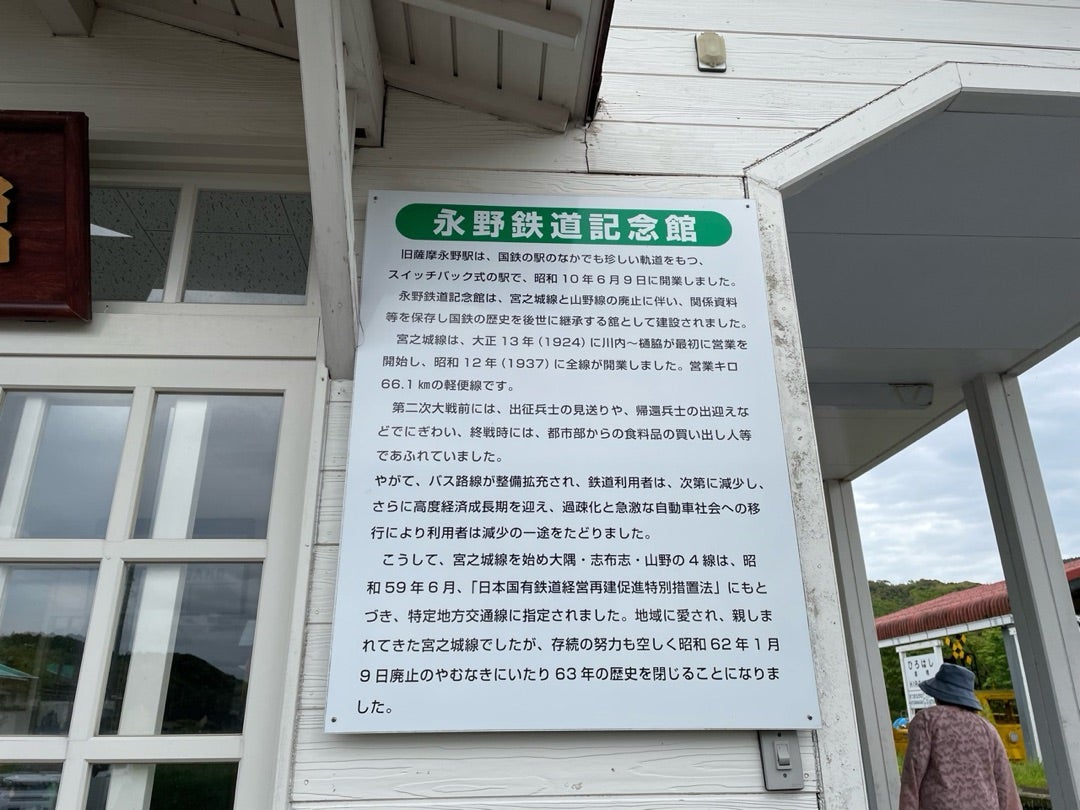 永野鉄道記念館
旧薩摩永野駅は、国鉄の駅のなかでも珍しい軌道をもつ、
スイッチバック式の駅で、昭和10年6月9日に開業しました。
永野鉄道記念館は、宮之城線と山野線の廃止に伴い、関係資料
等を保存し国鉄の歴史を後世に継承する舘として建設されました。
宮之城線は、大正13年(1924)に川内～樋脇が最初に営業を
開始し、昭和12年(1937)に全線が開業しました。営業キロ
66.1㎞の軽便線です。
第二次大戦前には、出征兵士の見送りや、帰還兵士の出迎えな
どでにぎわい、終戦時には、都市部からの食料品の買い出し人等
であふれていました。
やがて、バス路線が整備拡充され、鉄道利用者は、次第に減少し、
さらに高度経済成長期を迎え、過疎化と急激な自動車社会への移
行により利用者は減少の一途をたどりました。
こうして、宮之城線を始め大隅・志布志・山野の4線は、昭
和59年6月、「日本国有鉄道経営再建促進特別措置法」にもと
づき、特定地方交通線に指定されました。地域に愛され、親しま
れてきた宮之城線でしたが、存続の努力も空しく昭和62年1月
9日廃止のやむなきにいたり63年の歴史を閉じることになりま
した。
ひろはし